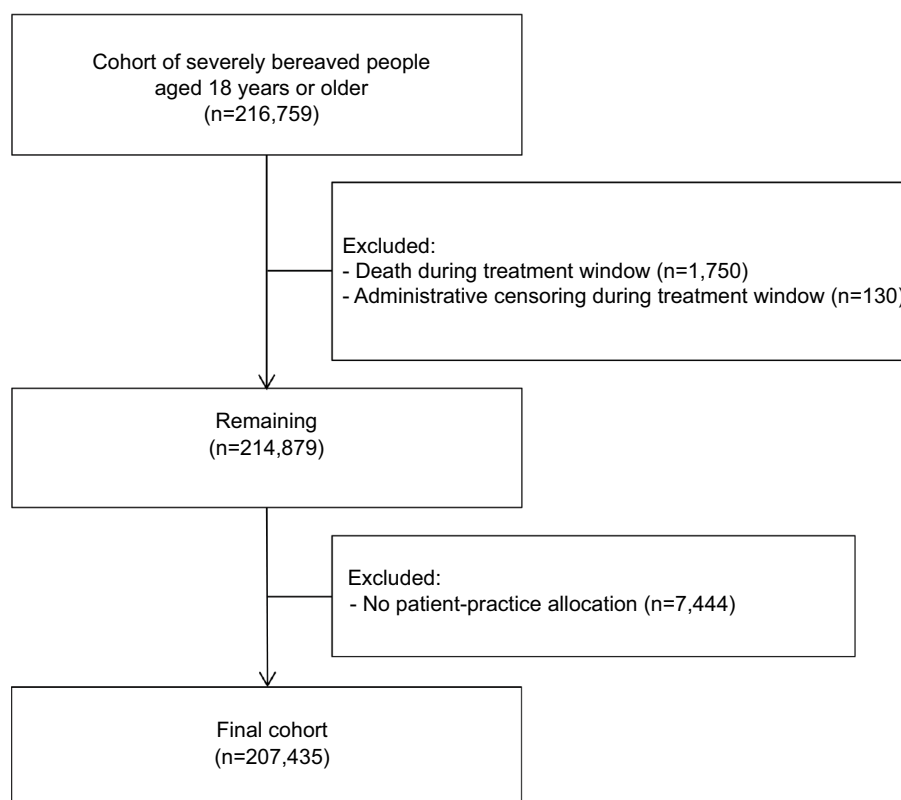 Cohort of severely bereaved people
aged 18 years or older
(n=216,759)
Excluded:
- Death during treatment window (n=1,750)
- Administrative censoring during treatment window (n=130)
Remaining
(n=214,879)
Excluded:
- No patient-practice allocation (n=7,444)
Final cohort
(n=207,435)